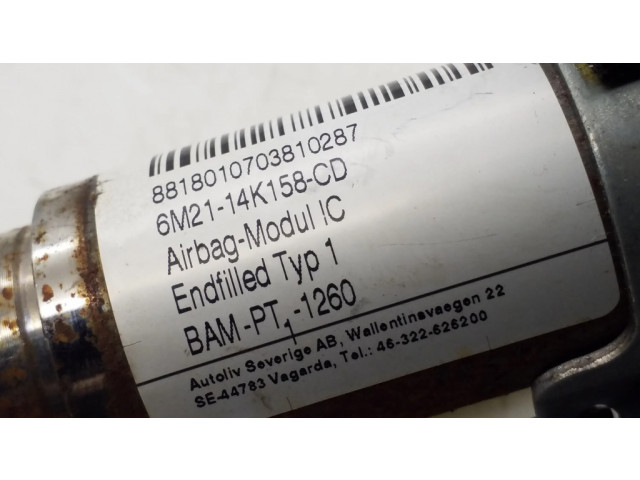 8818010703810287
6M21-14K158-CD
Airbag-Modul IC
Endfilled Typ 1
BAM-PT₁-1260
Autoliv Sverige AB, Wallentinsvaegen 22
SE-44783 Vagarda, Tel.: 46-322-626200